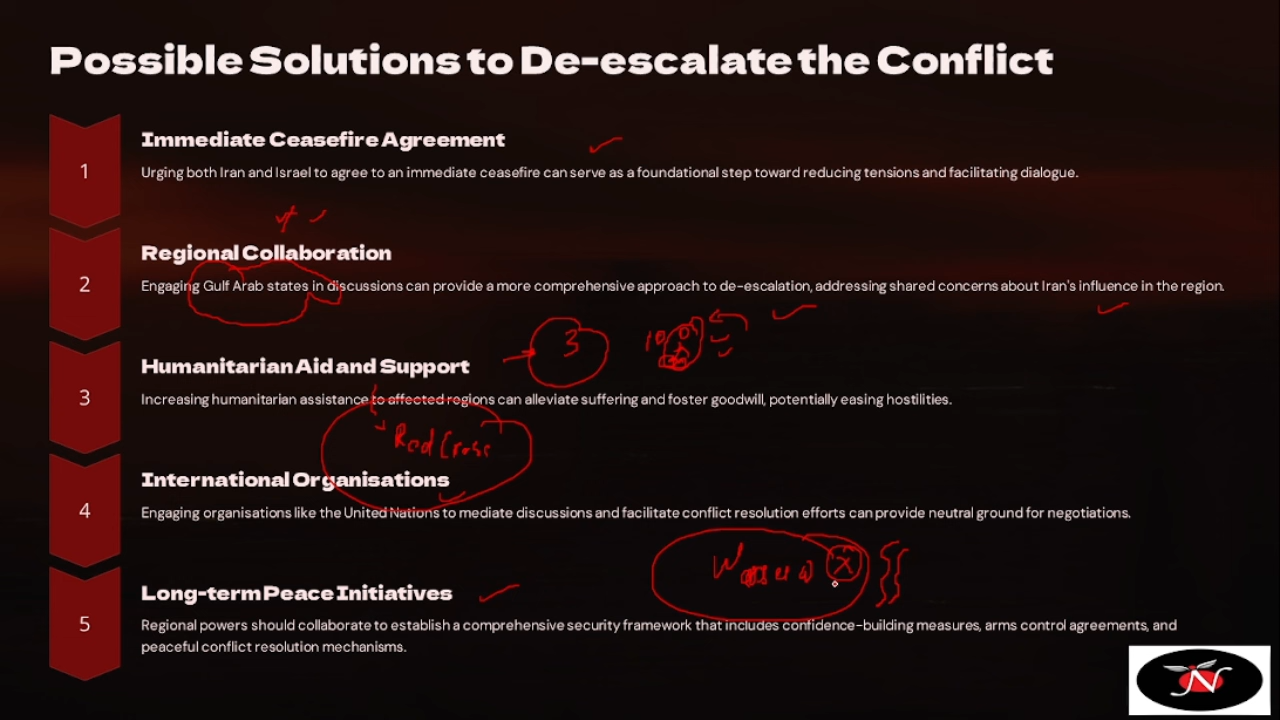 Possible Solutions to De-escalate the Conflict
1
Immediate Ceasefire Agreement
Urging both Iran and Israel to agree to an immediate ceasefire can serve as a foundational step toward reducing tensions and facilitating dialogue.
2
Regional Collaboration
Engaging Gulf Arab states in discussions can provide a more comprehensive approach to de-escalation, addressing shared concerns about Iran's influence in the region.
3
3
Humanitarian Aid and Support
Increasing humanitarian assistance to affected regions can alleviate suffering and foster goodwill, potentially easing hostilities.
Red Cross
4
International Organisations
Engaging organisations like the United Nations to mediate discussions and facilitate conflict resolution efforts can provide neutral ground for negotiations.
5
Long-term Peace Initiatives
Regional powers should collaborate to establish a comprehensive security framework that includes confidence-building measures, arms control agreements, and
peaceful conflict resolution mechanisms.
N